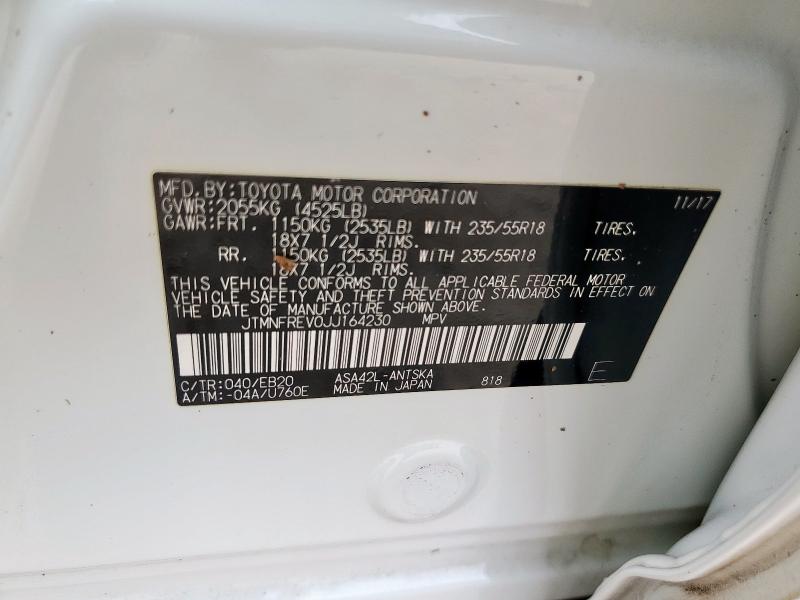 MFD. BY: TOYOTA MOTOR CORPORATION 11/17
GVWR: 2055KG (4525LB)
GAWR: FRT. 1150KG (2535LB) WITH 235/55R18 TIRES.
18X7 1/2J RIMS.
RR. 1150KG (2535LB) WITH 235/55R18 TIRES.
18X7 1/2J RIMS.
THIS VEHICLE CONFORMS TO ALL APPLICABLE FEDERAL MOTOR
VEHICLE SAFETY AND THEFT PREVENTION STANDARDS IN EFFECT ON
THE DATE OF MANUFACTURE SHOWN ABOVE.
JTMNFREV0JJ164230 MPV
C/TR: 040/EB20 ASA42L-ANTSKA
A/TM: -04A/U760E MADE IN JAPAN 818 E